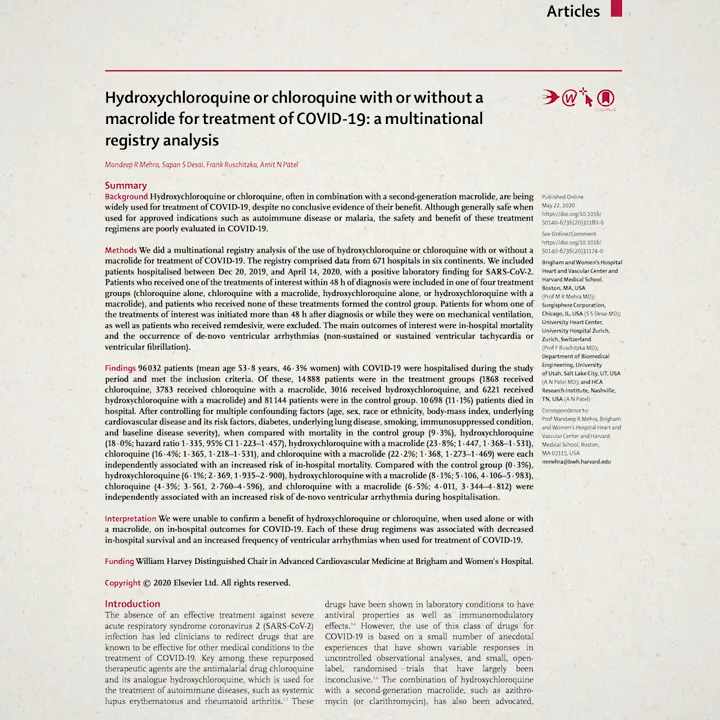 Articles
Hydroxychloroquine or chloroquine with or without a
macrolide for treatment of COVID-19: a multinational
registry analysis
Mandeep R Mehra, Sapan S Desai, Frank Ruschitzka, Amit N Patel
Summary
Background Hydroxychloroquine or chloroquine, often in combination with a second-generation macrolide, are being
widely used for treatment of COVID-19, despite no conclusive evidence of their benefit. Although generally safe when
used for approved indications such as autoimmune disease or malaria, the safety and benefit of these treatment
regimens are poorly evaluated in COVID-19.
Methods We did a multinational registry analysis of the use of hydroxychloroquine or chloroquine with or without a
macrolide for treatment of COVID-19. The registry comprised data from 671 hospitals in six continents. We included
patients hospitalised between Dec 20, 2019, and April 14, 2020, with a positive laboratory finding for SARS-CoV-2.
Patients who received one of the treatments of interest within 48 h of diagnosis were included in one of four treatment
groups (chloroquine alone, chloroquine with a macrolide, hydroxychloroquine alone, or hydroxychloroquine with a
macrolide), and patients who received none of these treatments formed the control group. Patients for whom one of
the treatments of interest was initiated more than 48 h after diagnosis or while they were on mechanical ventilation,
as well as patients who received remdesivir, were excluded. The main outcomes of interest were in-hospital mortality
and the occurrence of de-novo ventricular arrhythmias (non-sustained or sustained ventricular tachycardia or
ventricular fibrillation).
Findings 96 032 patients (mean age 53·8 years, 46·3% women) with COVID-19 were hospitalised during the study
period and met the inclusion criteria. Of these, 14 888 patients were in the treatment groups (1868 received
chloroquine, 3783 received chloroquine with a macrolide, 3016 received hydroxychloroquine, and 6221 received
hydroxychloroquine with a macrolide) and 81 144 patients were in the control group. 10 698 (11·1%) patients died in
hospital. After controlling for multiple confounding factors (age, sex, race or ethnicity, body-mass index, underlying
cardiovascular disease and its risk factors, diabetes, underlying lung disease, smoking, immunosuppressed condition,
and baseline disease severity), when compared with mortality in the control group (9·3%), hydroxychloroquine
(18·0%; hazard ratio 1·335, 95% CI 1·223–1·457), hydroxychloroquine with a macrolide (23·8%; 1·447, 1·368–1·531),
chloroquine (16·4%; 1·365, 1·218–1·531), and chloroquine with a macrolide (22·2%; 1·368, 1·273–1·469) were each
independently associated with an increased risk of in-hospital mortality. Compared with the control group (0·3%),
hydroxychloroquine (6·1%; 2·369, 1·935–2·900), hydroxychloroquine with a macrolide (8·1%; 5·106, 4·106–5·983),
chloroquine (4·3%; 3·561, 2·760–4·596), and chloroquine with a macrolide (6·5%; 4·011, 3·344–4·812) were
independently associated with an increased risk of de-novo ventricular arrhythmia during hospitalisation.
Interpretation We were unable to confirm a benefit of hydroxychloroquine or chloroquine, when used alone or with
a macrolide, on in-hospital outcomes for COVID-19. Each of these drug regimens was associated with decreased
in-hospital survival and an increased frequency of ventricular arrhythmias when used for treatment of COVID-19.
Funding William Harvey Distinguished Chair in Advanced Cardiovascular Medicine at Brigham and Women's Hospital.
Copyright © 2020 Elsevier Ltd. All rights reserved.
Introduction
The absence of an effective treatment against severe
acute respiratory syndrome coronavirus 2 (SARS-CoV-2)
infection has led clinicians to redirect drugs that are
known to be effective for other medical conditions to the
treatment of COVID-19. Key among these repurposed
therapeutic agents are the antimalarial drug chloroquine
and its analogue hydroxychloroquine, which is used for
the treatment of autoimmune diseases, such as systemic
lupus erythematosus and rheumatoid arthritis. These
drugs have been shown in laboratory conditions to have
antiviral properties as well as immunomodulatory
effects. However, the use of this class of drugs for
COVID-19 is based on a small number of anecdotal
experiences that have shown variable responses in
uncontrolled observational analyses, and small, open-
label, randomised trials that have largely been
inconclusive. The combination of hydroxychloroquine
with a second-generation macrolide, such as azithro-
mycin (or clarithromycin), has also been advocated,
Published Online
May 22, 2020
https://doi.org/10.1016/
S0140-6736(20)31180-6
See Online/Comment
https://doi.org/10.1016/
S0140-6736(20)31174-0
Brigham and Women's Hospital
Heart and Vascular Center and
Harvard Medical School,
Boston, MA, USA
(Prof M R Mehra MD);
Surgisphere Corporation,
Chicago, IL, USA (S S Desai MD);
University Heart Center,
University Hospital Zurich,
Zurich, Switzerland
(Prof F Ruschitzka MD);
Department of Biomedical
Engineering, University
of Utah, Salt Lake City, UT, USA
(A N Patel MD); and HCA
Research Institute, Nashville,
TN, USA (A N Patel)
Correspondence to:
Prof Mandeep R Mehra, Brigham
and Women's Hospital Heart and
Vascular Center and Harvard
Medical School, Boston,
MA 02115, USA
mmehra@bwh.harvard.edu